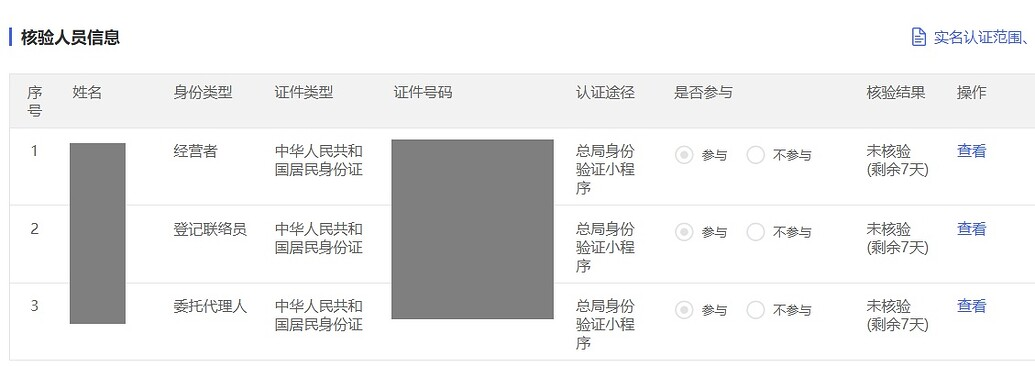 核验人员信息
实名认证范围、
序号 姓名 身份类型 证件类型 证件号码 认证途径 是否参与 核验结果 操作
1 经营者 中华人民共和 总局身份 参与 不参与 未核验 查看
国居民身份证 验证小程 (剩余7天)
序
2 登记联络员 中华人民共和 总局身份 参与 不参与 未核验 查看
国居民身份证 验证小程 (剩余7天)
序
3 委托代理人 中华人民共和 总局身份 参与 不参与 未核验 查看
国居民身份证 验证小程 (剩余7天)
序